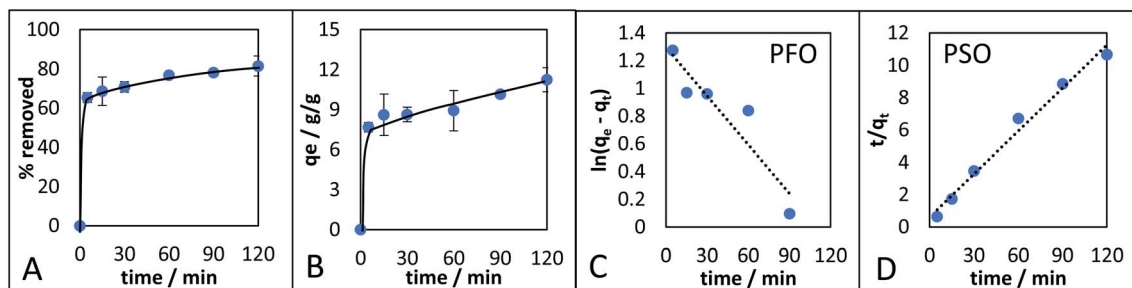 100
80
60
40
20
0
% removed
0 30 60 90 120
time / min
A
15
12
9
6
3
0
qe / g/g
0 30 60 90 120
time / min
B
1.4
1.2
1
0.8
0.6
0.4
0.2
0
ln(qe - qt)
PFO
0 30 60 90 120
time / min
C
12
10
8
6
4
2
0
t/qt
PSO
0 30 60 90 120
time / min
D